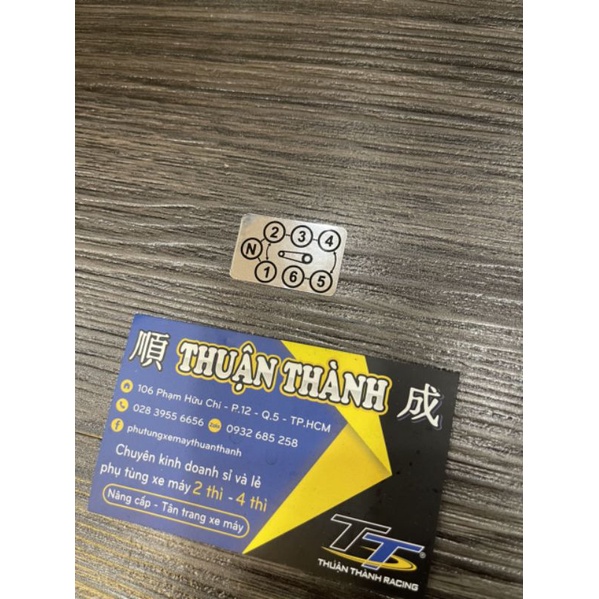 2 3 4
N
1 6 5
順 THUẬN THÀNH 成
106 Phạm Hữu Chí - P.12 - Q.5 - TP.HCM
028 3955 6656 Zalo 0932 685 258
phutungxemaythuanthanh
Chuyên kinh doanh sỉ và lẻ
phụ tùng xe máy 2 thì - 4 thì
Nâng cấp - Tân trang xe máy
TT
THUẬN THÀNH RACING